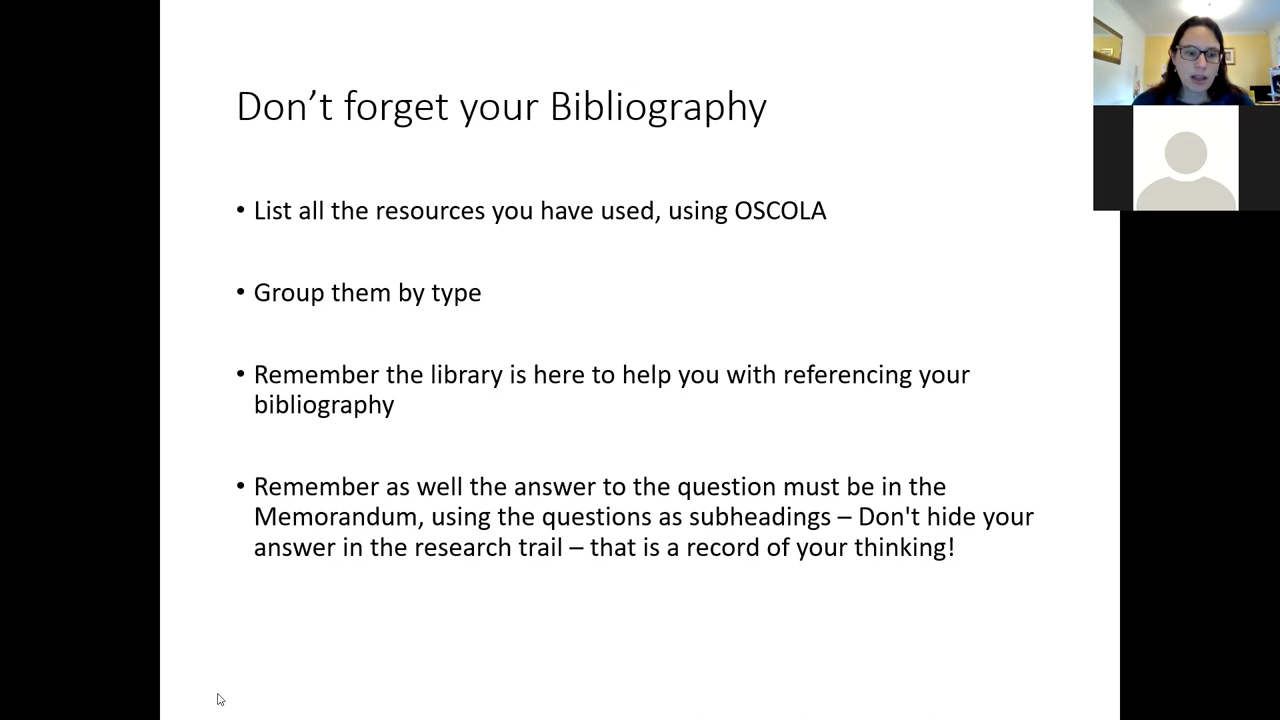 Don’t forget your Bibliography
• List all the resources you have used, using OSCOLA
• Group them by type
• Remember the library is here to help you with referencing your
bibliography
• Remember as well the answer to the question must be in the
Memorandum, using the questions as subheadings – Don't hide your
answer in the research trail – that is a record of your thinking!